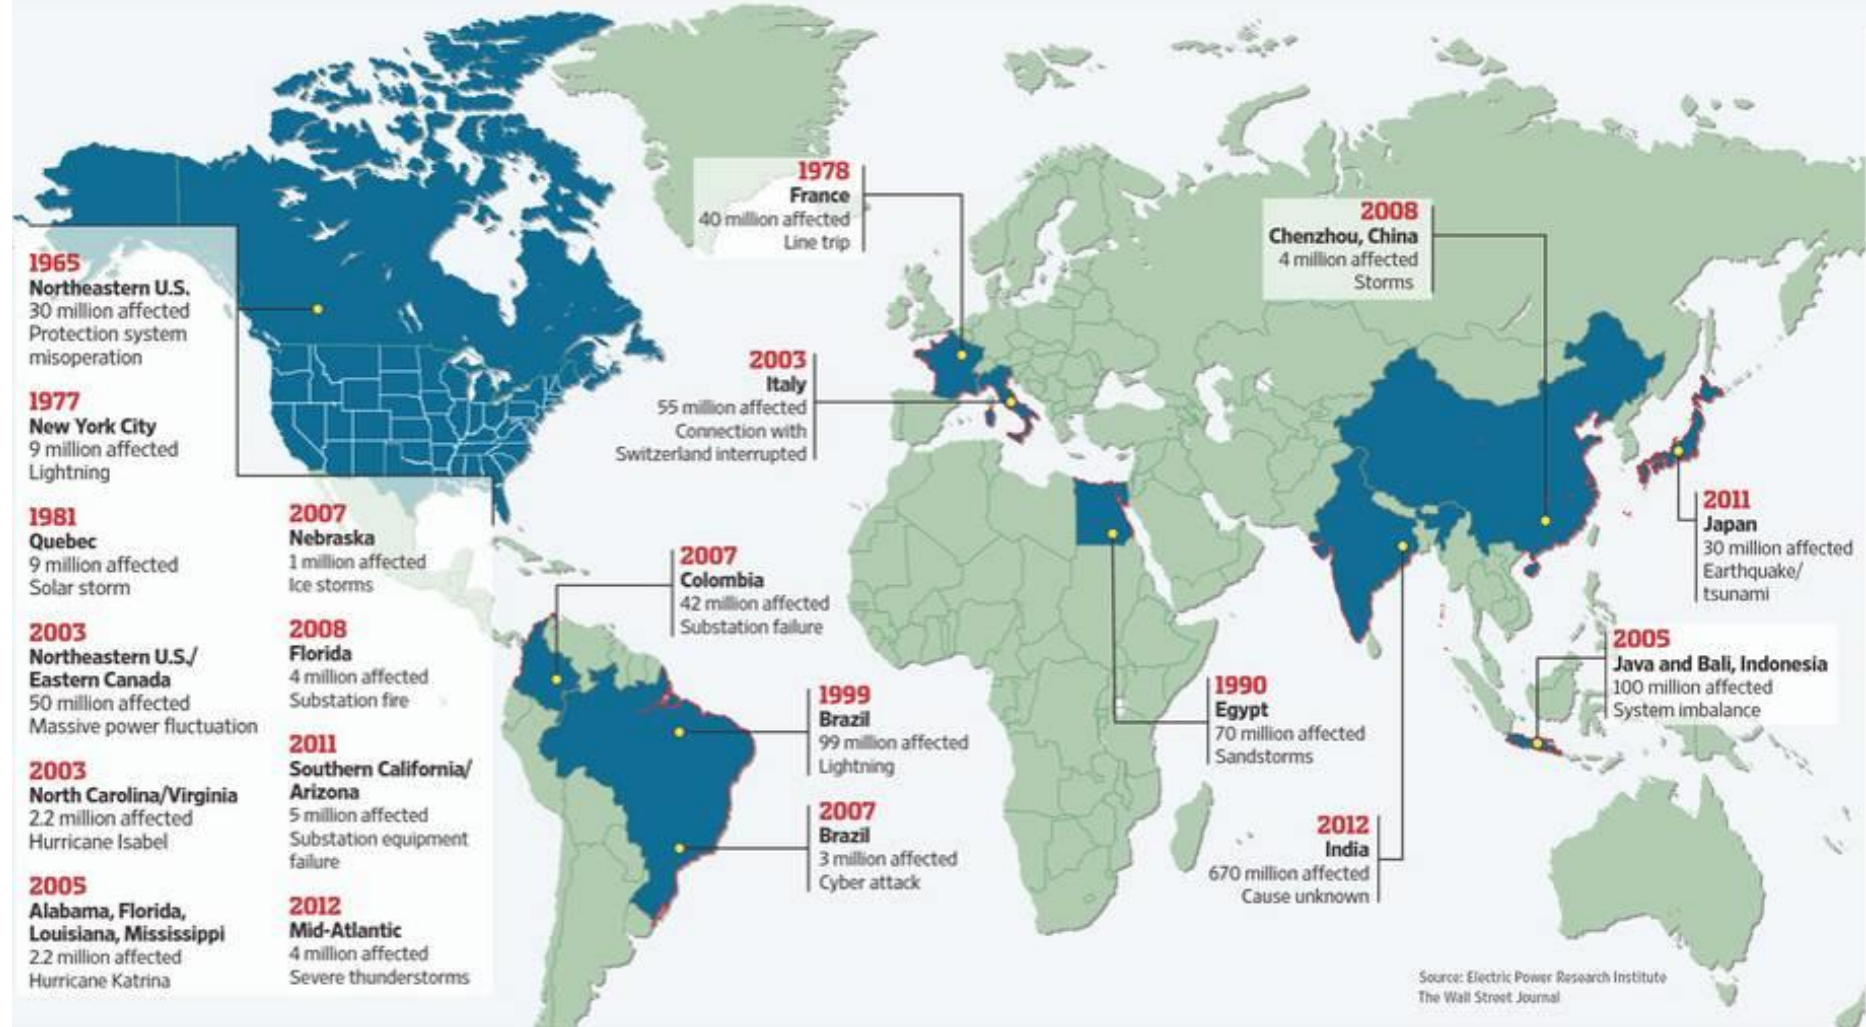 1965
Northeastern U.S.
30 million affected
Protection system
misoperation
1977
New York City
9 million affected
Lightning
1981
Quebec
9 million affected
Solar storm
2003
Northeastern U.S./
Eastern Canada
50 million affected
Massive power fluctuation
2003
North Carolina/Virginia
2.2 million affected
Hurricane Isabel
2005
Alabama, Florida,
Louisiana, Mississippi
2.2 million affected
Hurricane Katrina
2007
Nebraska
1 million affected
Ice storms
2008
Florida
4 million affected
Substation fire
2011
Southern California/
Arizona
5 million affected
Substation equipment
failure
2012
Mid-Atlantic
4 million affected
Severe thunderstorms
1978
France
40 million affected
Line trip
2003
Italy
55 million affected
Connection with
Switzerland interrupted
2007
Colombia
42 million affected
Substation failure
1999
Brazil
99 million affected
Lightning
2007
Brazil
3 million affected
Cyber attack
2008
Chenzhou, China
4 million affected
Storms
2011
Japan
30 million affected
Earthquake/
tsunami
2005
Java and Bali, Indonesia
100 million affected
System imbalance
1990
Egypt
70 million affected
Sandstorms
2012
India
670 million affected
Cause unknown
Source: Electric Power Research Institute
The Wall Street Journal